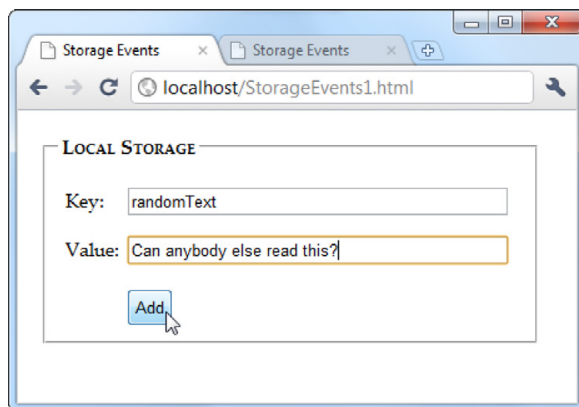 Storage Events
Storage Events
localhost/StorageEvents1.html
Local Storage
Key: randomText
Value: Can anybody else read this?
Add